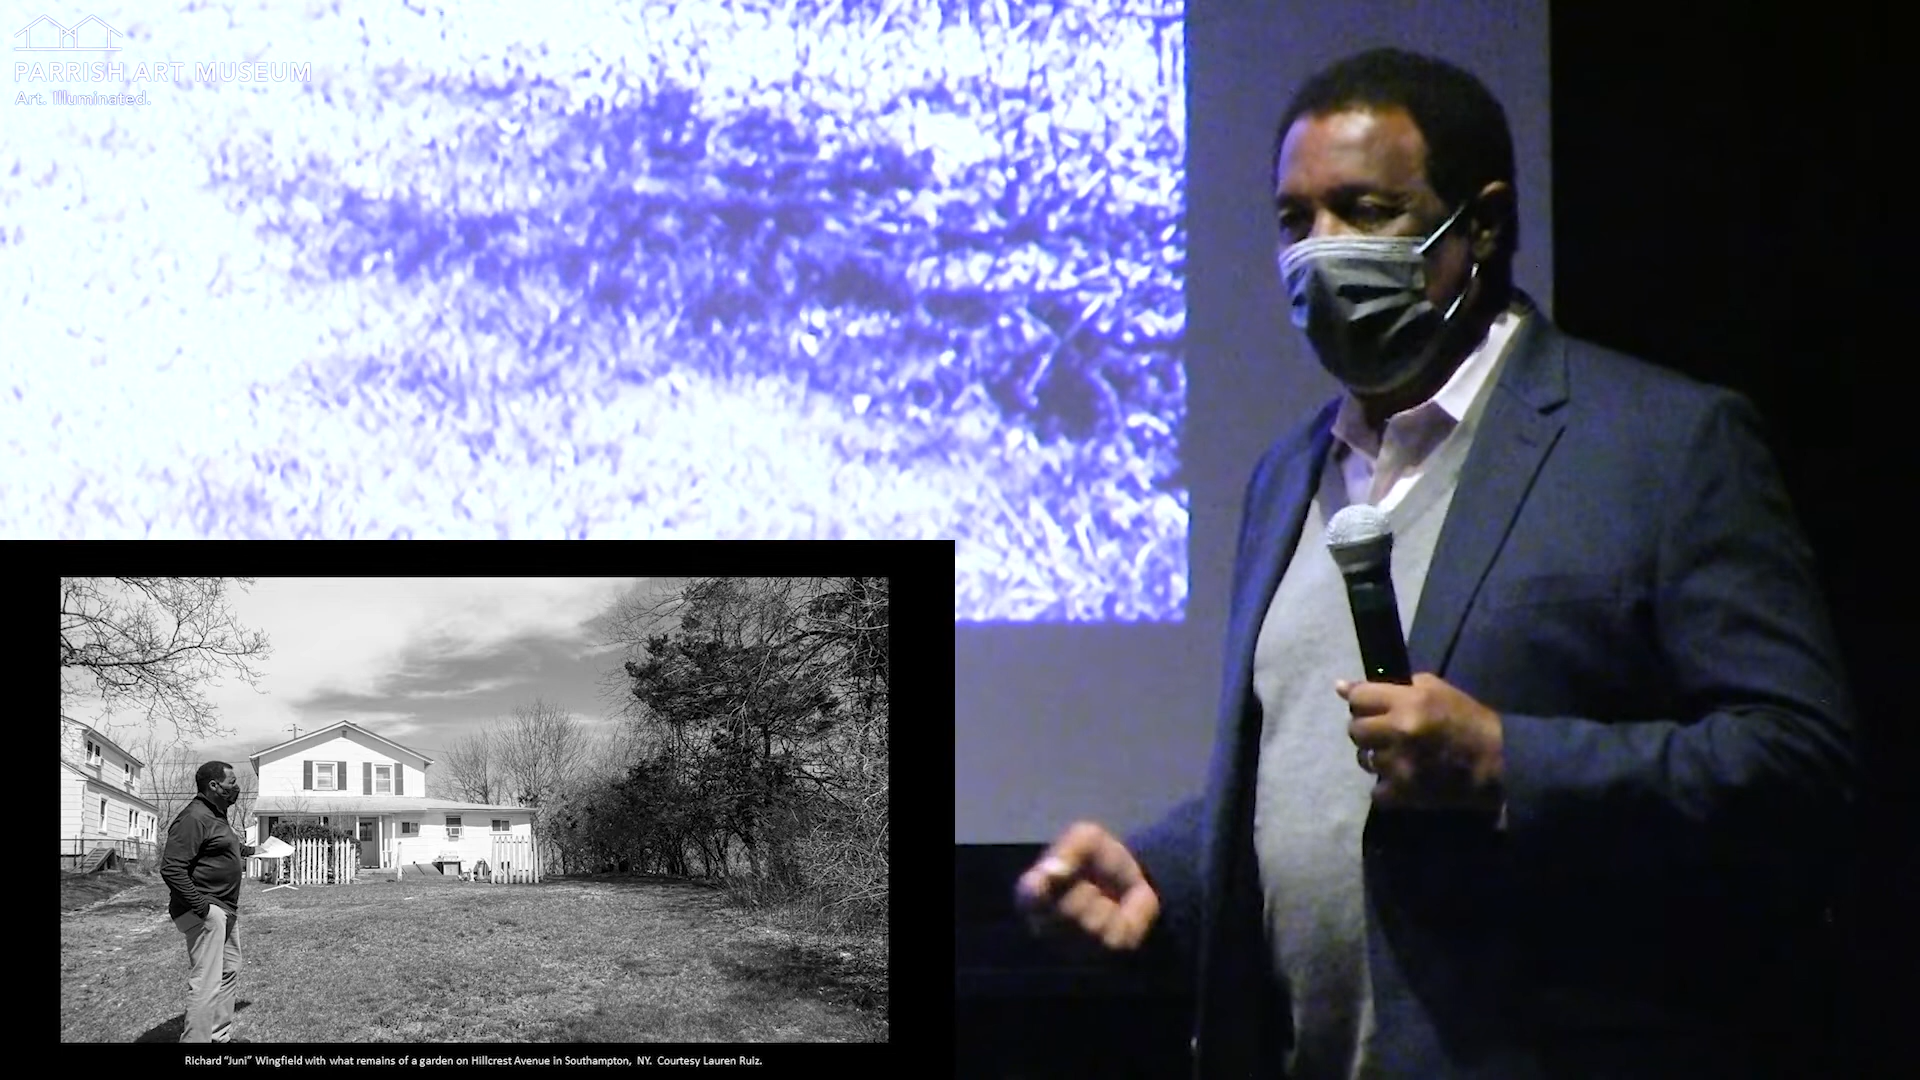 PARRISH ART MUSEUM
Art. Illuminated.
Richard “Juni” Wingfield with what remains of a garden on Hillcrest Avenue in Southampton, NY. Courtesy Lauren Ruiz.